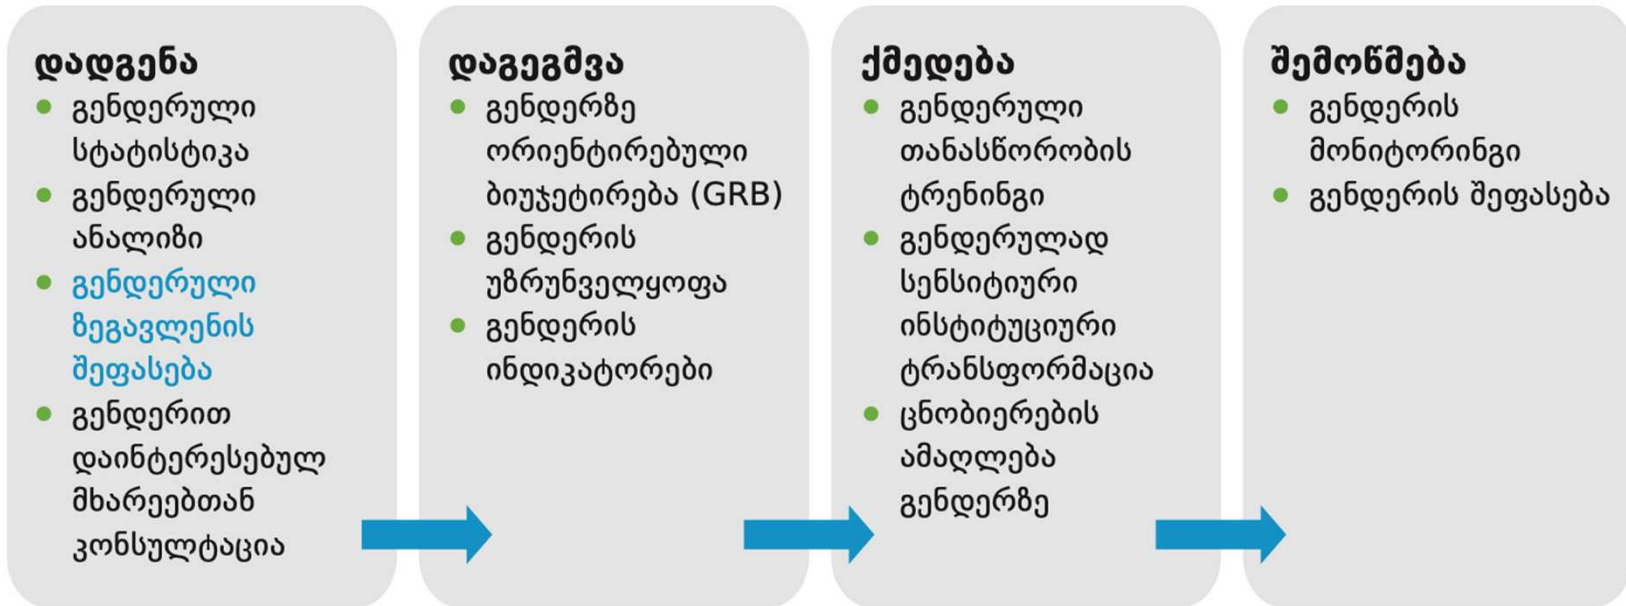 დადგენა
გენდერული
სტატისტიკა
გენდერული
ანალიზი
გენდერული
ზეგავლენის
შეფასება
გენდერით
დაინტერესებულ
მხარეებთან
კონსულტაცია
დაგეგმვა
გენდერზე
ორიენტირებული
ბიუჯეტირება (GRB)
გენდერის
უზრუნველყოფა
გენდერის
ინდიკატორები
ქმედება
გენდერული
თანასწორობის
ტრენინგი
გენდერულად
სენსიტიური
ინსტიტუციური
ტრანსფორმაცია
ცნობიერების
ამაღლება
გენდერზე
შემოწმება
გენდერის
მონიტორინგი
გენდერის შეფასება